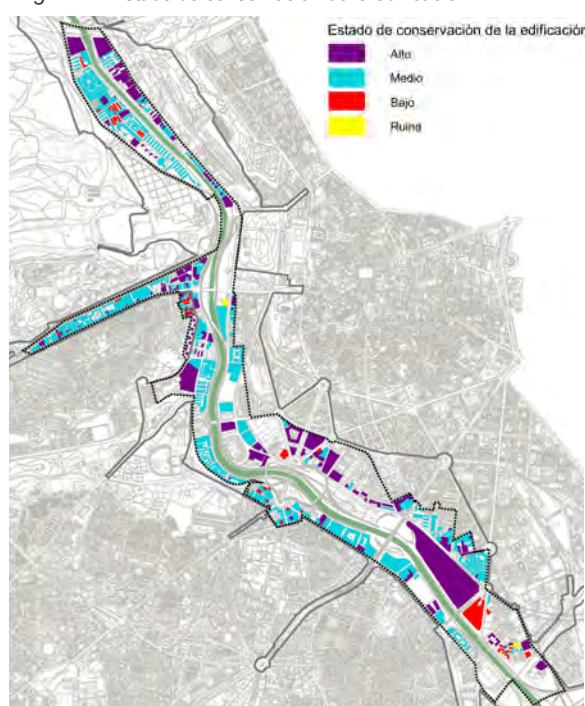 Estado de conservación de la edificación
Alto
Medio
Bajo
Ruina